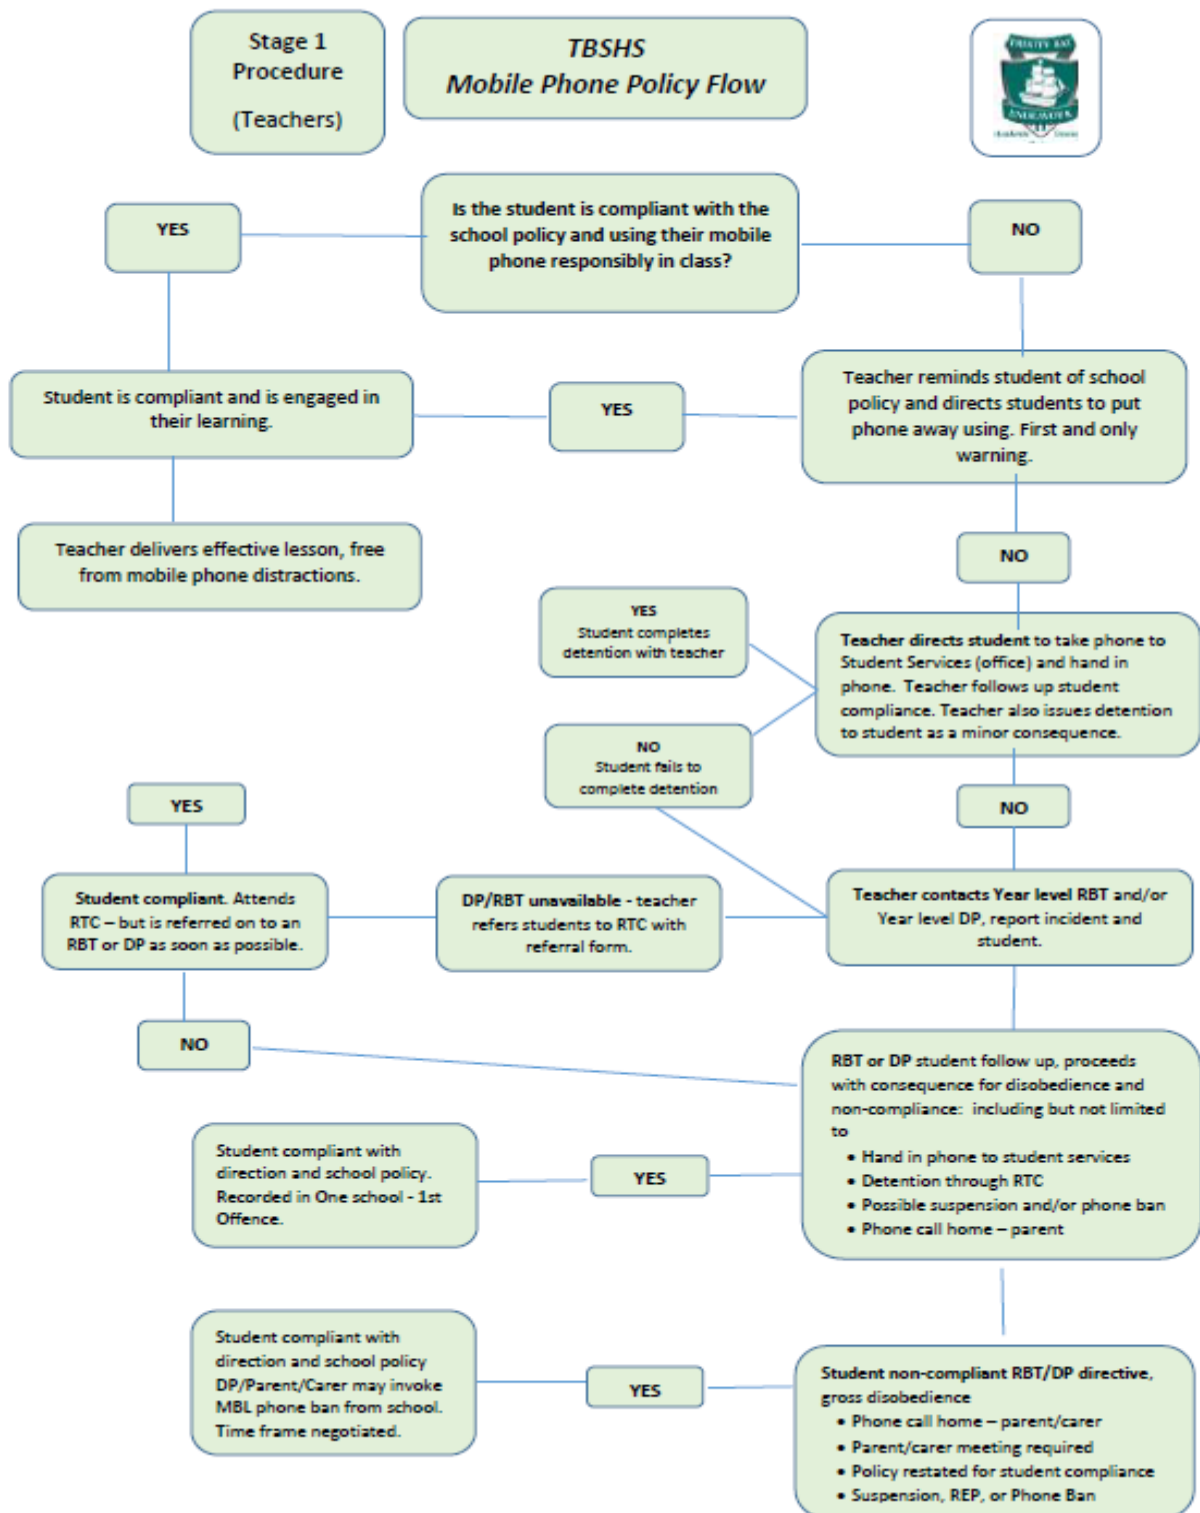 Stage 1
Procedure
(Teachers)
TBSHS
Mobile Phone Policy Flow
TRINITY BAY
ENDEAVOUR
YES
Is the student is compliant with the
school policy and using their mobile
phone responsibly in class?
NO
Student is compliant and is engaged in
their learning.
YES
Teacher reminds student of school
policy and directs students to put
phone away using. First and only
warning.
Teacher delivers effective lesson, free
from mobile phone distractions.
NO
YES
Student completes
detention with teacher
Teacher directs student to take phone to
Student Services (office) and hand in
phone. Teacher follows up student
compliance. Teacher also issues detention
to student as a minor consequence.
NO
Student fails to
complete detention
YES
NO
Student compliant. Attends
RTC – but is referred on to an
RBT or DP as soon as possible.
DP/RBT unavailable - teacher
refers students to RTC with
referral form.
Teacher contacts Year level RBT and/or
Year level DP, report incident and
student.
NO
RBT or DP student follow up, proceeds
with consequence for disobedience and
non-compliance: including but not limited
to
• Hand in phone to student services
• Detention through RTC
• Possible suspension and/or phone ban
• Phone call home – parent
Student compliant with
direction and school policy.
Recorded in One school - 1st
Offence.
YES
Student compliant with
direction and school policy
DP/Parent/Carer may invoke
MBL phone ban from school.
Time frame negotiated.
YES
Student non-compliant RBT/DP directive,
gross disobedience
• Phone call home – parent/carer
• Parent/carer meeting required
• Policy restated for student compliance
• Suspension, REP, or Phone Ban